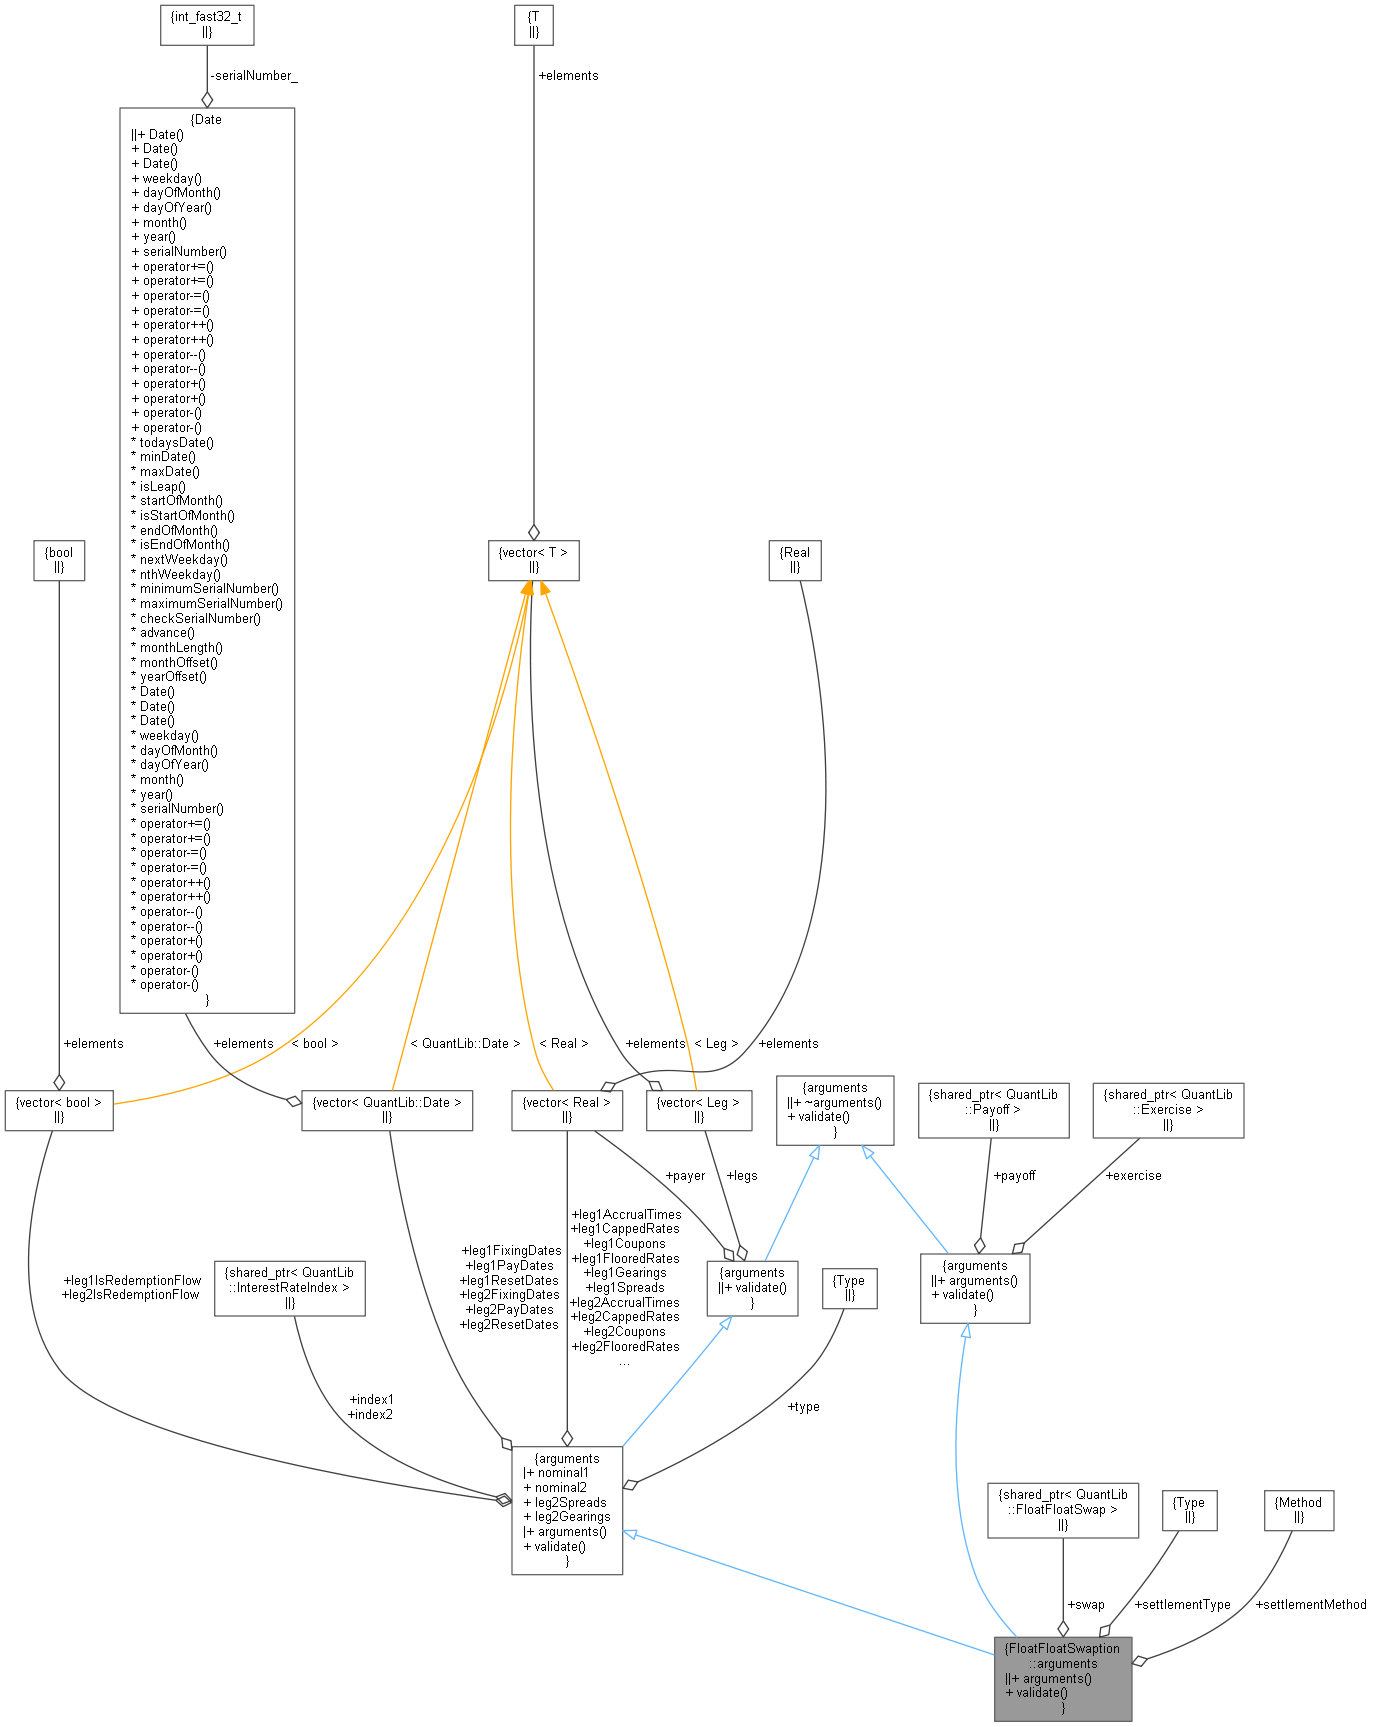 {int_fast32_t
||}
{T
||}
-serialNumber_
+elements
{Date
||+ Date()
+ Date()
+ Date()
+ weekday()
+ dayOfMonth()
+ dayOfYear()
+ month()
+ year()
+ serialNumber()
+ operator+=()
+ operator+=()
+ operator-=()
+ operator-=()
+ operator++()
+ operator++()
+ operator--()
+ operator--()
+ operator+()
+ operator+()
+ operator-()
+ operator-()
* todaysDate()
* minDate()
* maxDate()
* isLeap()
* startOfMonth()
* isStartOfMonth()
* endOfMonth()
* isEndOfMonth()
* nextWeekday()
* nthWeekday()
* minimumSerialNumber()
* maximumSerialNumber()
* checkSerialNumber()
* advance()
* monthLength()
* monthOffset()
* yearOffset()
* Date()
* Date()
* Date()
* weekday()
* dayOfMonth()
* dayOfYear()
* month()
* year()
* serialNumber()
* operator+=()
* operator+=()
* operator-=()
* operator-=()
* operator++()
* operator++()
* operator--()
* operator--()
* operator+()
* operator+()
* operator-()
* operator-()
}
{bool
||}
{vector< T >
||}
{Real
||}
+elements
+elements
< bool >
< QuantLib::Date >
< Real >
+elements
< Leg >
+elements
{vector< bool >
||}
{vector< QuantLib::Date >
||}
{vector< Real >
||}
{vector< Leg >
||}
{arguments
||+ ~arguments()
+ validate()
}
{shared_ptr< QuantLib
::Payoff >
||}
{shared_ptr< QuantLib
::Exercise >
||}
+payer
+legs
+payoff
+exercise
+leg1IsRedemptionFlow
+leg2IsRedemptionFlow
{shared_ptr< QuantLib
::InterestRateIndex >
||}
+leg1FixingDates
+leg1PayDates
+leg1ResetDates
+leg2FixingDates
+leg2PayDates
+leg2ResetDates
+leg1AccrualTimes
+leg1CappedRates
+leg1Coupons
+leg1FlooredRates
+leg1Gearings
+leg1Spreads
+leg2AccrualTimes
+leg2CappedRates
+leg2Coupons
+leg2FlooredRates
...
{arguments
||+ validate()
}
{Type
||}
{arguments
||+ arguments()
+ validate()
}
+index1
+index2
+type
{arguments
|+ nominal1
+ nominal2
+ leg2Spreads
+ leg2Gearings
|+ arguments()
+ validate()
}
{shared_ptr< QuantLib
::FloatFloatSwap >
||}
{Type
||}
{Method
||}
+swap
+settlementType
+settlementMethod
{FloatFloatSwaption
::arguments
||+ arguments()
+ validate()
}